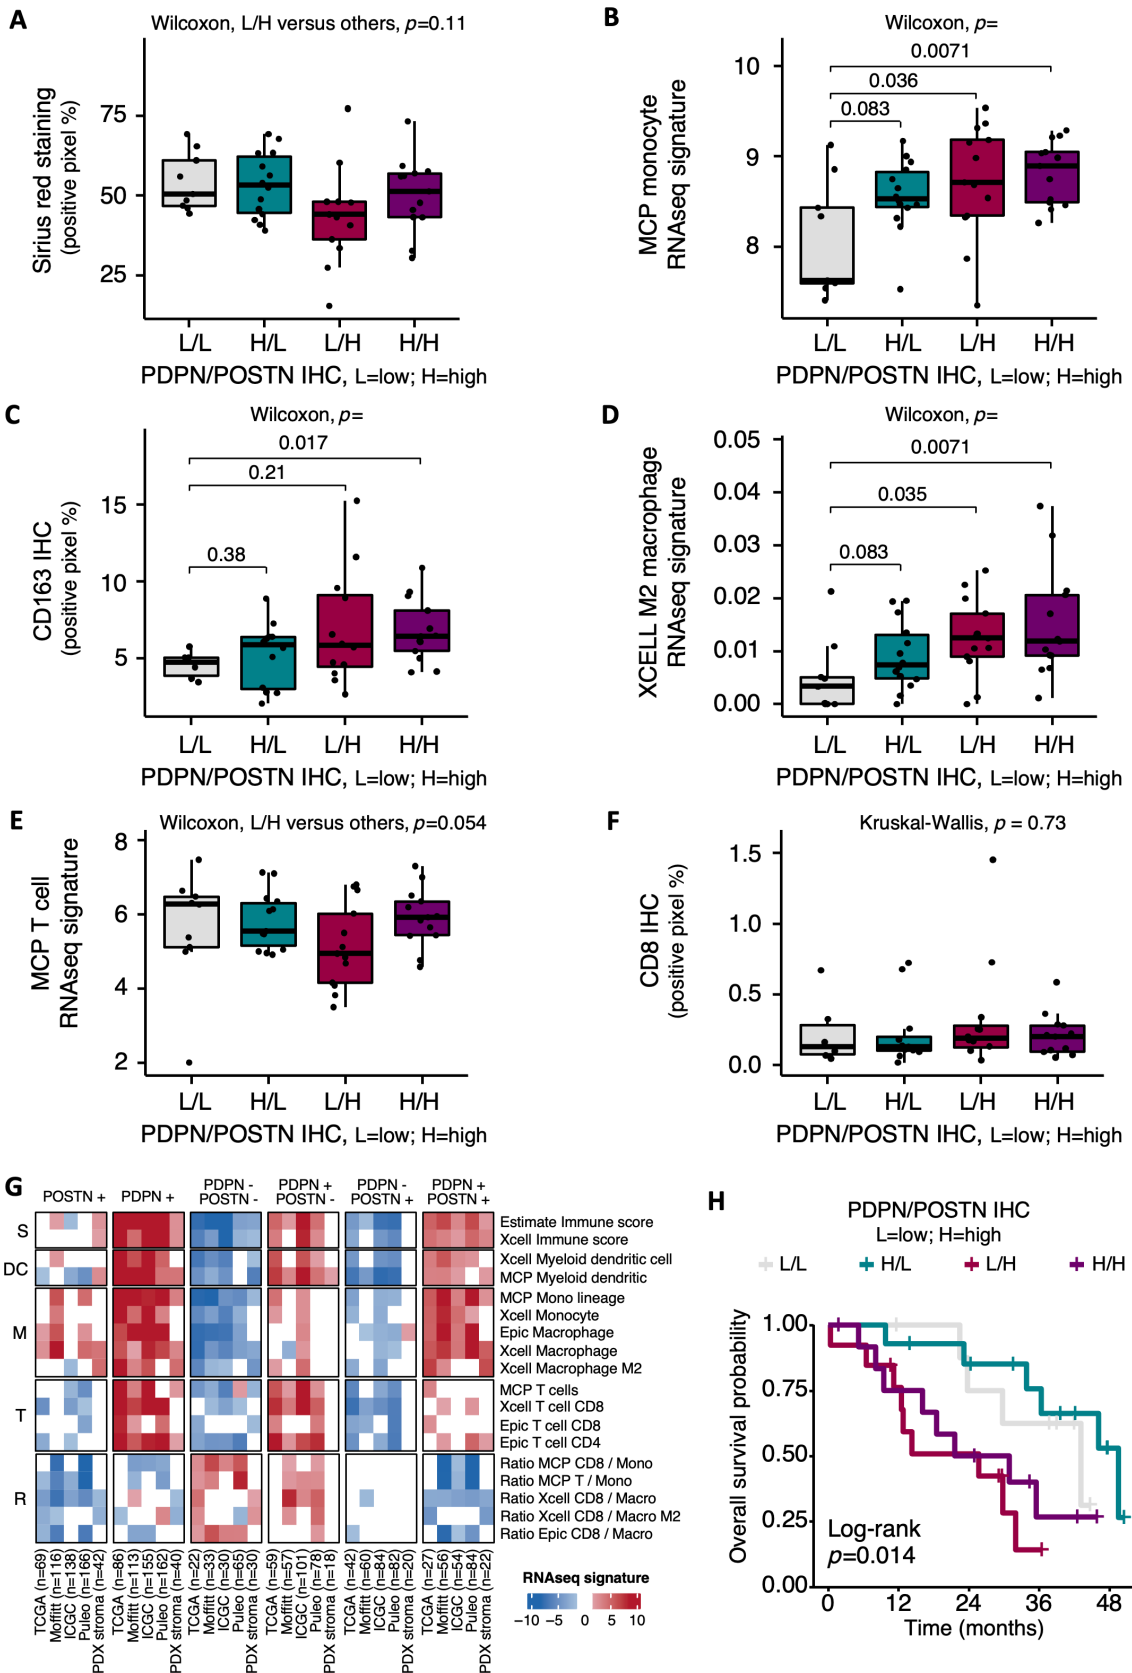 A
Wilcoxon, L/H versus others, p=0.11
Sirius red staining
(positive pixel %)
75
50
25
L/L H/L L/H H/H
PDPN/POSTN IHC, L=low; H=high
B
Wilcoxon, p=
0.0071
0.036
0.083
MCP monocyte
RNAseq signature
10
9
8
L/L H/L L/H H/H
PDPN/POSTN IHC, L=low; H=high
C
Wilcoxon, p=
0.017
0.21
0.38
CD163 IHC
(positive pixel %)
15
10
5
L/L H/L L/H H/H
PDPN/POSTN IHC, L=low; H=high
D
Wilcoxon, p=
0.0071
0.035
0.083
XCELL M2 macrophage
RNAseq signature
0.05
0.04
0.03
0.02
0.01
0.00
L/L H/L L/H H/H
PDPN/POSTN IHC, L=low; H=high
E
Wilcoxon, L/H versus others, p=0.054
MCP T cell
RNAseq signature
8
6
4
2
L/L H/L L/H H/H
PDPN/POSTN IHC, L=low; H=high
F
Kruskal-Wallis, p = 0.73
CD8 IHC
(positive pixel %)
1.5
1.0
0.5
0.0
L/L H/L L/H H/H
PDPN/POSTN IHC, L=low; H=high
G
POSTN +
PDPN +
PDPN -
POSTN -
PDPN +
POSTN -
PDPN -
POSTN +
PDPN +
POSTN +
S
Estimate Immune score
Xcell Immune score
DC
Xcell Myeloid dendritic cell
MCP Myeloid dendritic
M
MCP Mono lineage
Xcell Monocyte
Epic Macrophage
Xcell Macrophage
Xcell Macrophage M2
T
MCP T cells
Xcell T cell CD8
Epic T cell CD8
Epic T cell CD4
R
Ratio MCP CD8 / Mono
Ratio MCP T / Mono
Ratio Xcell CD8 / Macro
Ratio Xcell CD8 / Macro M2
Ratio Epic CD8 / Macro
TCGA (n=69)
Moffitt (n=116)
ICGC (n=138)
Puleo (n=166)
PDX stroma (n=42)
TCGA (n=86)
Moffitt (n=113)
ICGC (n=155)
Puleo (n=162)
PDX stroma (n=40)
TCGA (n=22)
Moffitt (n=33)
ICGC (n=30)
Puleo (n=65)
PDX stroma (n=30)
TCGA (n=59)
Moffitt (n=57)
ICGC (n=101)
Puleo (n=78)
PDX stroma (n=18)
TCGA (n=42)
Moffitt (n=60)
ICGC (n=84)
Puleo (n=82)
PDX stroma (n=20)
TCGA (n=27)
Moffitt (n=56)
ICGC (n=54)
Puleo (n=84)
PDX stroma (n=22)
RNAseq signature
−10 −5 0 5 10
H
PDPN/POSTN IHC
L=low; H=high
L/L H/L L/H H/H
Overall survival probability
1.00
0.75
0.50
0.25
0.00
Log-rank
p=0.014
0 12 24 36 48
Time (months)